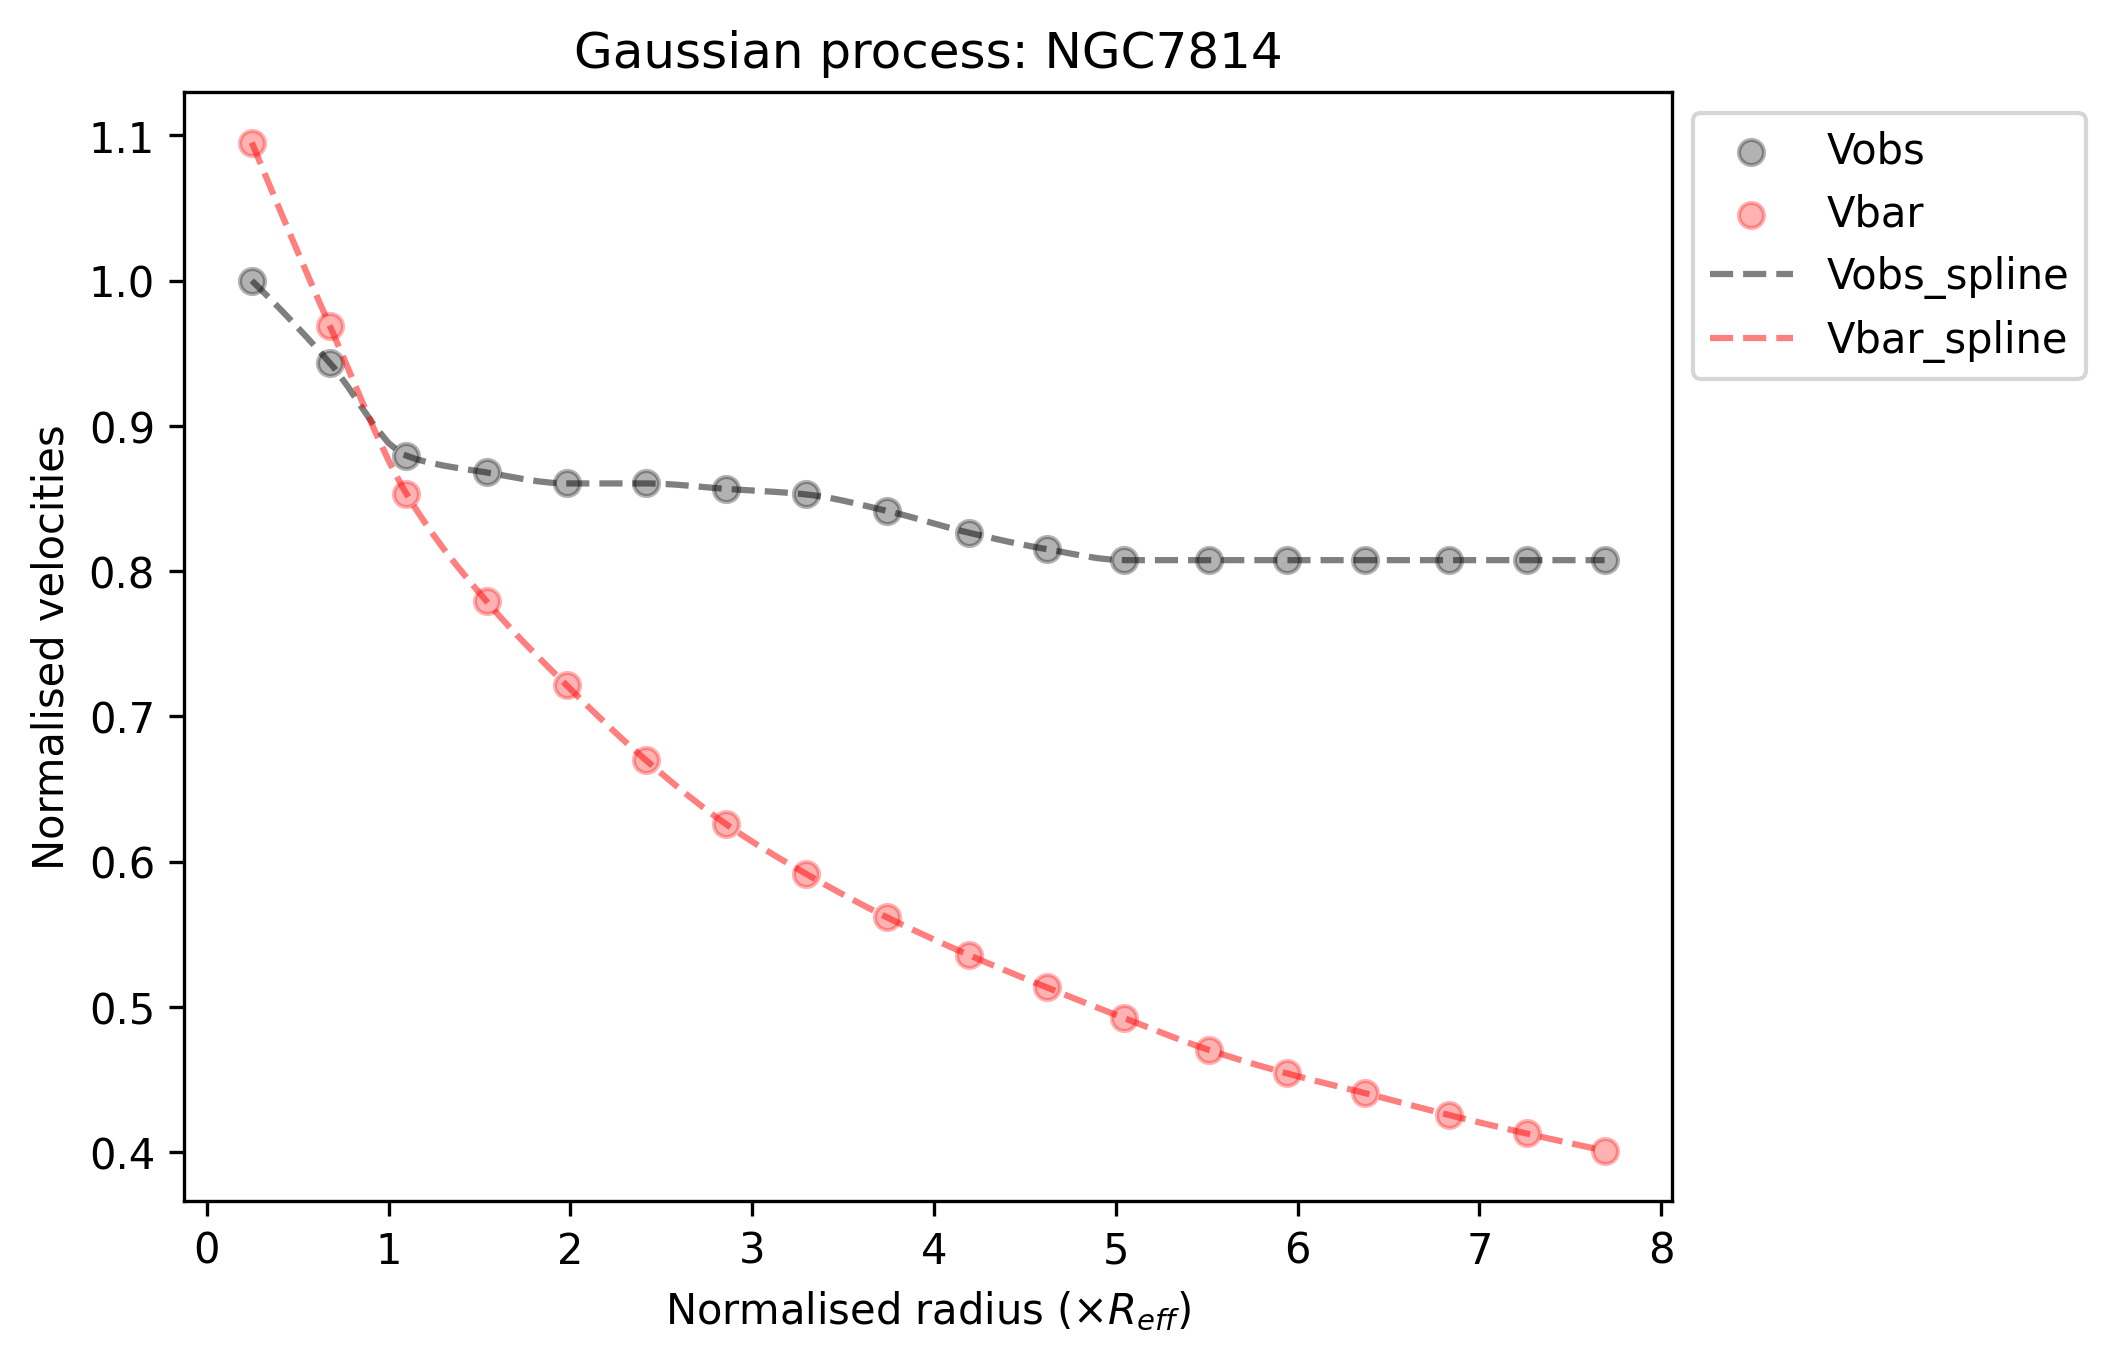 Gaussian process: NGC7814
1.1
1.0
0.9
0.8
0.7
0.6
0.5
0.4
Normalised velocities
0 1 2 3 4 5 6 7 8
Normalised radius (×R_eff)
Vobs
Vbar
Vobs_spline
Vbar_spline